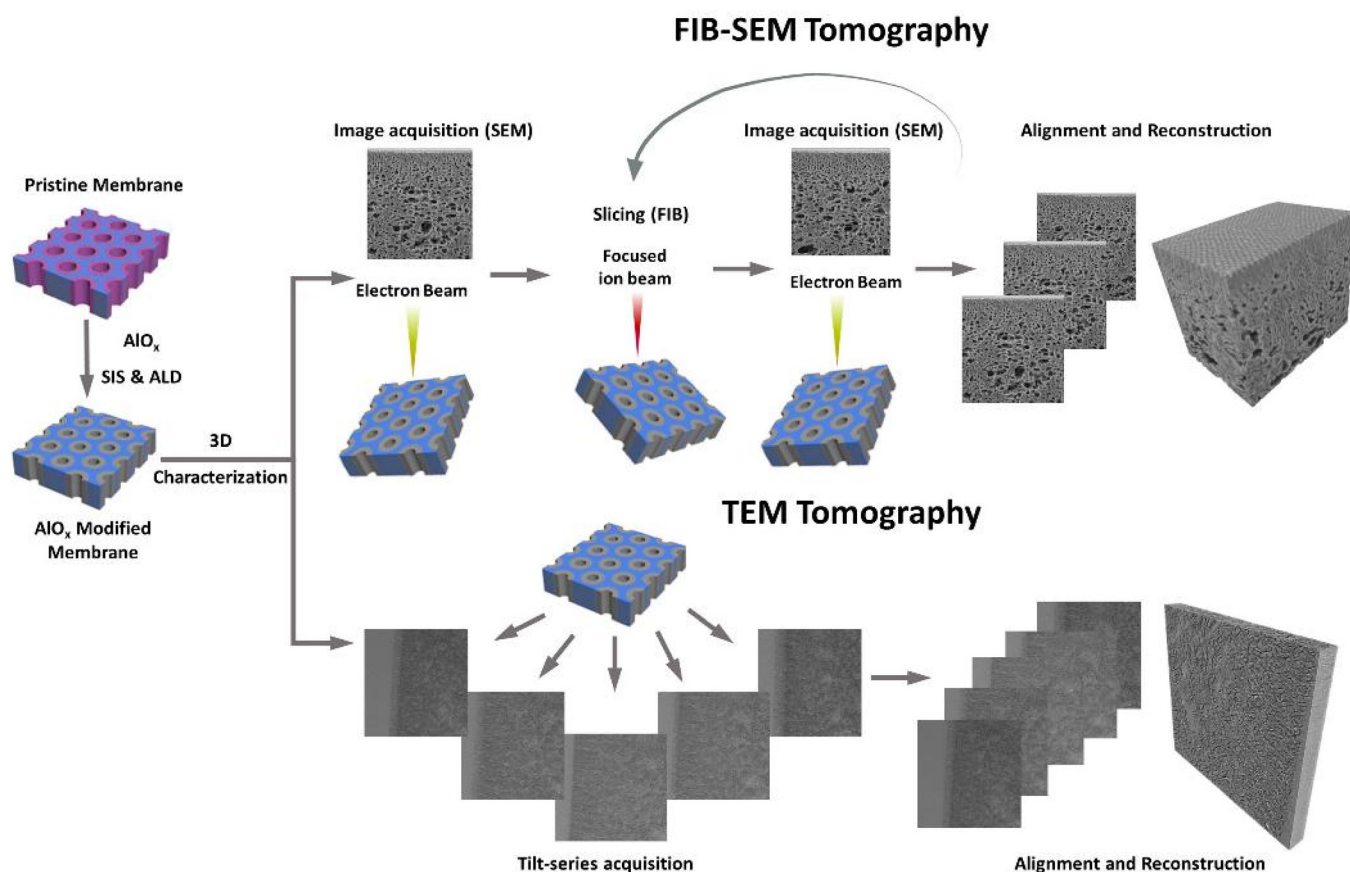 FIB-SEM Tomography
Image acquisition (SEM)
Image acquisition (SEM)
Alignment and Reconstruction
Pristine Membrane
Slicing (FIB)
Focused
ion beam
Electron Beam
Electron Beam
AlOₓ
SIS & ALD
3D
Characterization
AlOₓ Modified
Membrane
TEM Tomography
Tilt-series acquisition
Alignment and Reconstruction